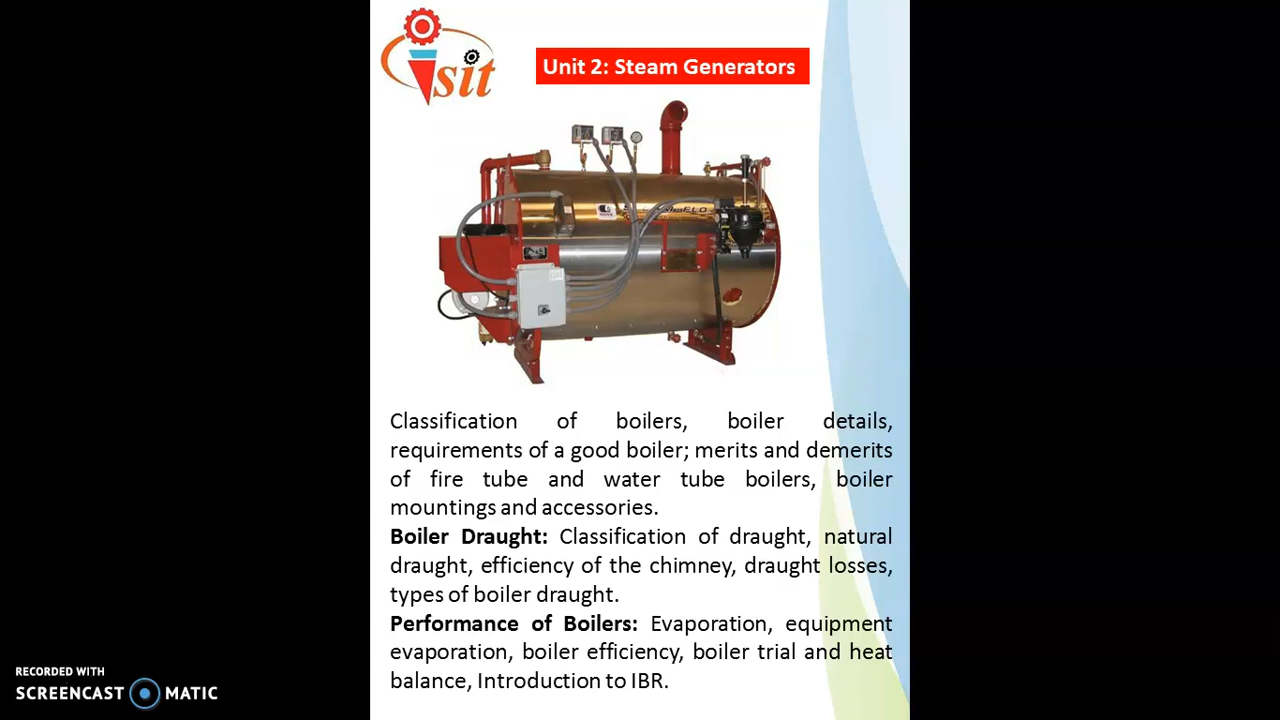 sit
Unit 2: Steam Generators
Classification of boilers, boiler details,
requirements of a good boiler; merits and demerits
of fire tube and water tube boilers, boiler
mountings and accessories.
Boiler Draught: Classification of draught, natural
draught, efficiency of the chimney, draught losses,
types of boiler draught.
Performance of Boilers: Evaporation, equipment
evaporation, boiler efficiency, boiler trial and heat
balance, Introduction to IBR.
RECORDED WITH
SCREENCAST MATIC